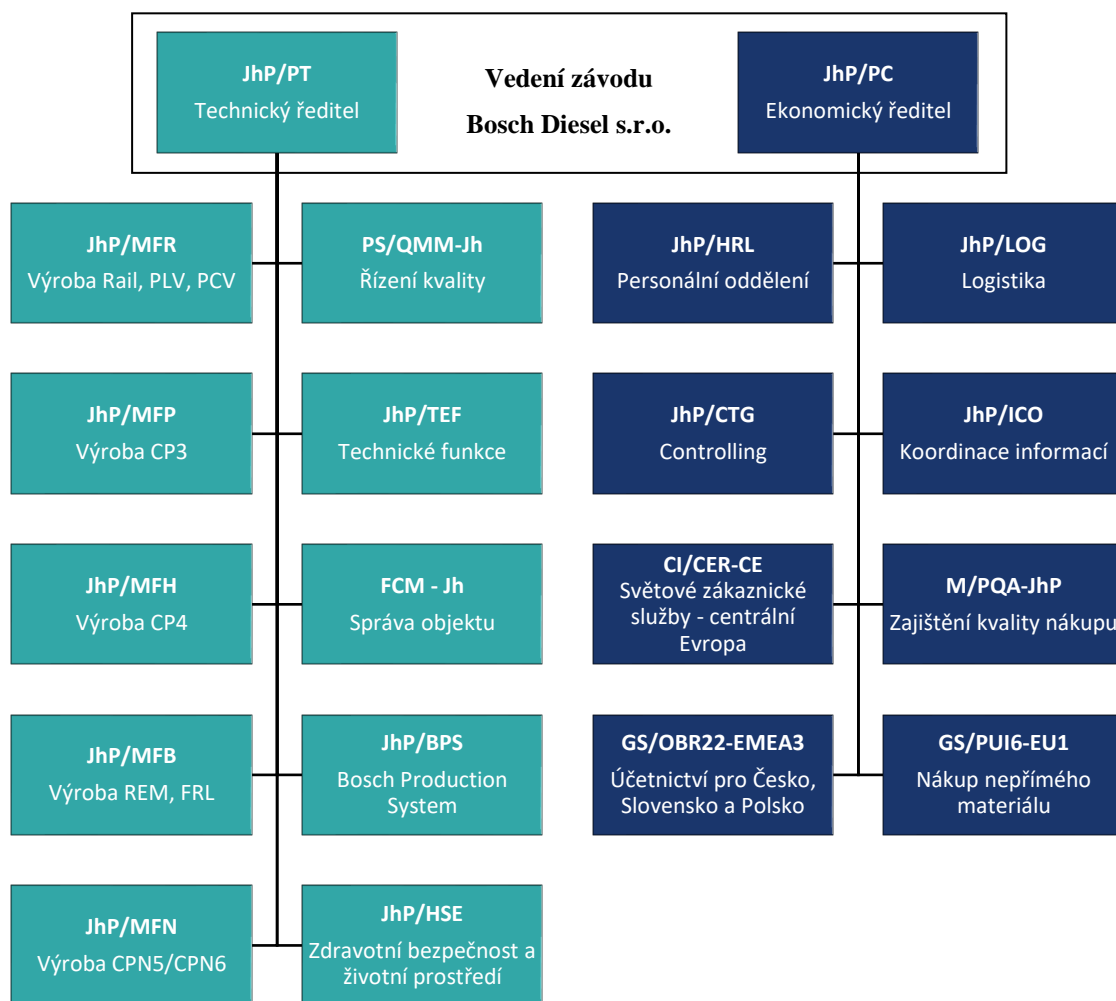 JhP/PT
Technický ředitel
Vedení závodu
Bosch Diesel s.r.o.
JhP/PC
Ekonomický ředitel
JhP/MFR
Výroba Rail, PLV, PCV
PS/QMM-Jh
Řízení kvality
JhP/HRL
Personální oddělení
JhP/LOG
Logistika
JhP/MFP
Výroba CP3
JhP/TEF
Technické funkce
JhP/CTG
Controlling
JhP/ICO
Koordinace informací
JhP/MFH
Výroba CP4
FCM - Jh
Správa objektu
CI/CER-CE
Světové zákaznické
služby - centrální
Evropa
M/PQA-JhP
Zajištění kvality nákupu
JhP/MFB
Výroba REM, FRL
JhP/BPS
Bosch Production
System
GS/OBR22-EMEA3
Účetnictví pro Česko,
Slovensko a Polsko
GS/PUI6-EU1
Nákup nepřímého
materiálu
JhP/MFN
Výroba CPN5/CPN6
JhP/HSE
Zdravotní bezpečnost a
životní prostředí